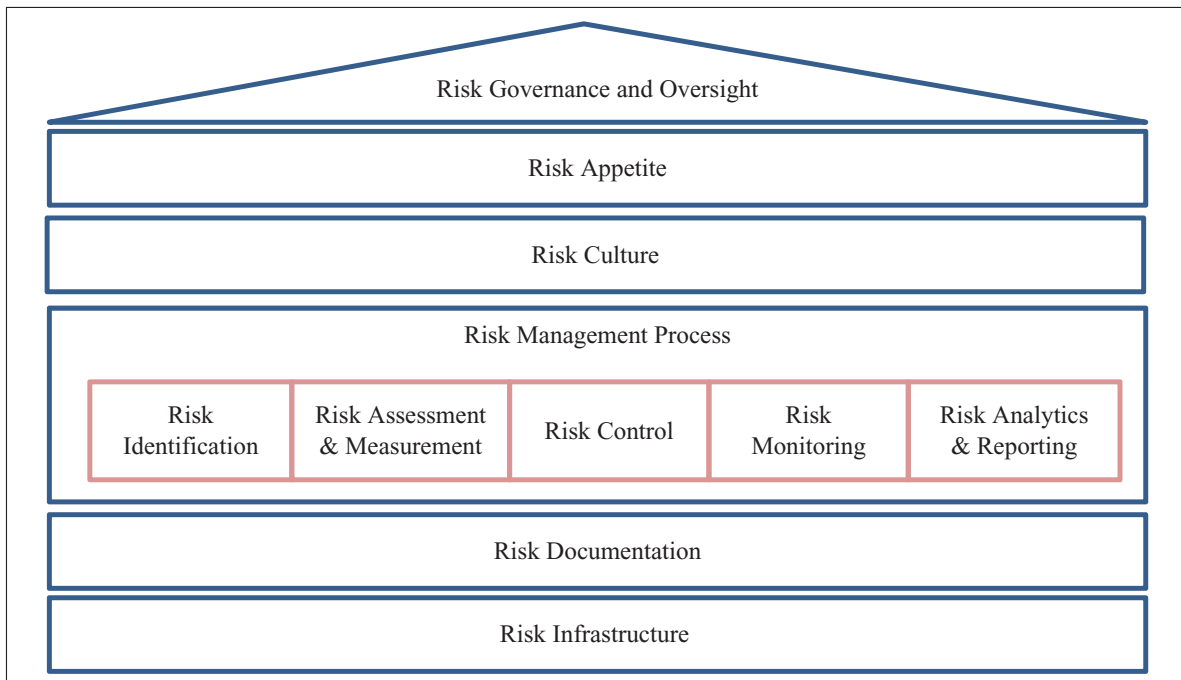 Risk Governance and Oversight
Risk Appetite
Risk Culture
Risk Management Process
Risk
Identification
Risk Assessment
& Measurement
Risk Control
Risk
Monitoring
Risk Analytics
& Reporting
Risk Documentation
Risk Infrastructure